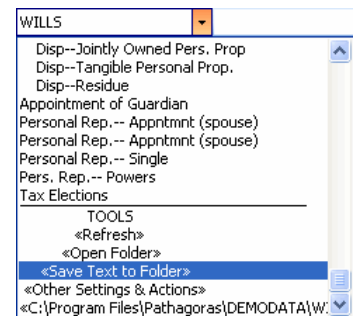 WILLS
Disp--Jointly Owned Pers. Prop
Disp--Tangible Personal Prop.
Disp--Residue
Appointment of Guardian
Personal Rep.-- Appntmnt (spouse)
Personal Rep.-- Appntmnt (spouse)
Personal Rep.-- Single
Pers. Rep.-- Powers
Tax Elections
TOOLS
«Refresh»
«Open Folder»
«Save Text to Folder»
«Other Settings & Actions»
«C:\Program Files\Pathagoras\DEMODATA\W